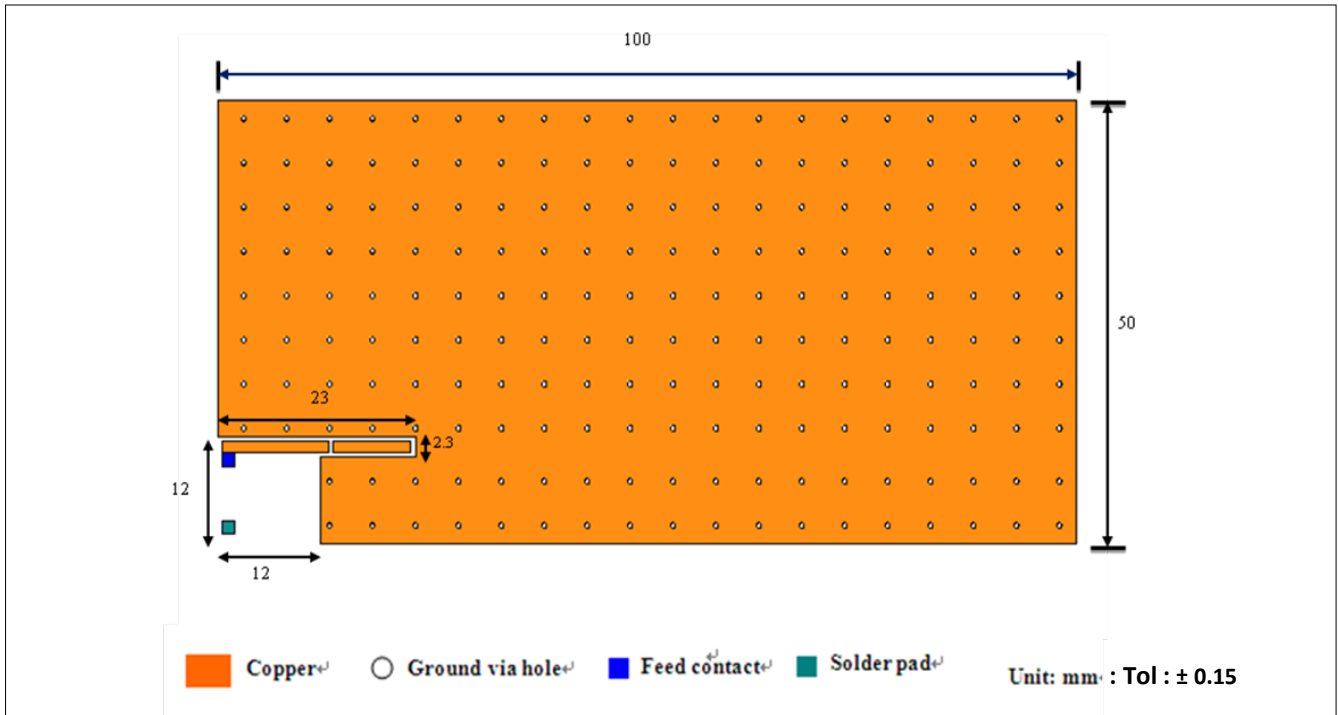 100
50
23
2.3
12
12
Copper↵
Ground via hole↵
Feed contact↵
↵
Solder pad↵
Unit: mm : Tol : ± 0.15